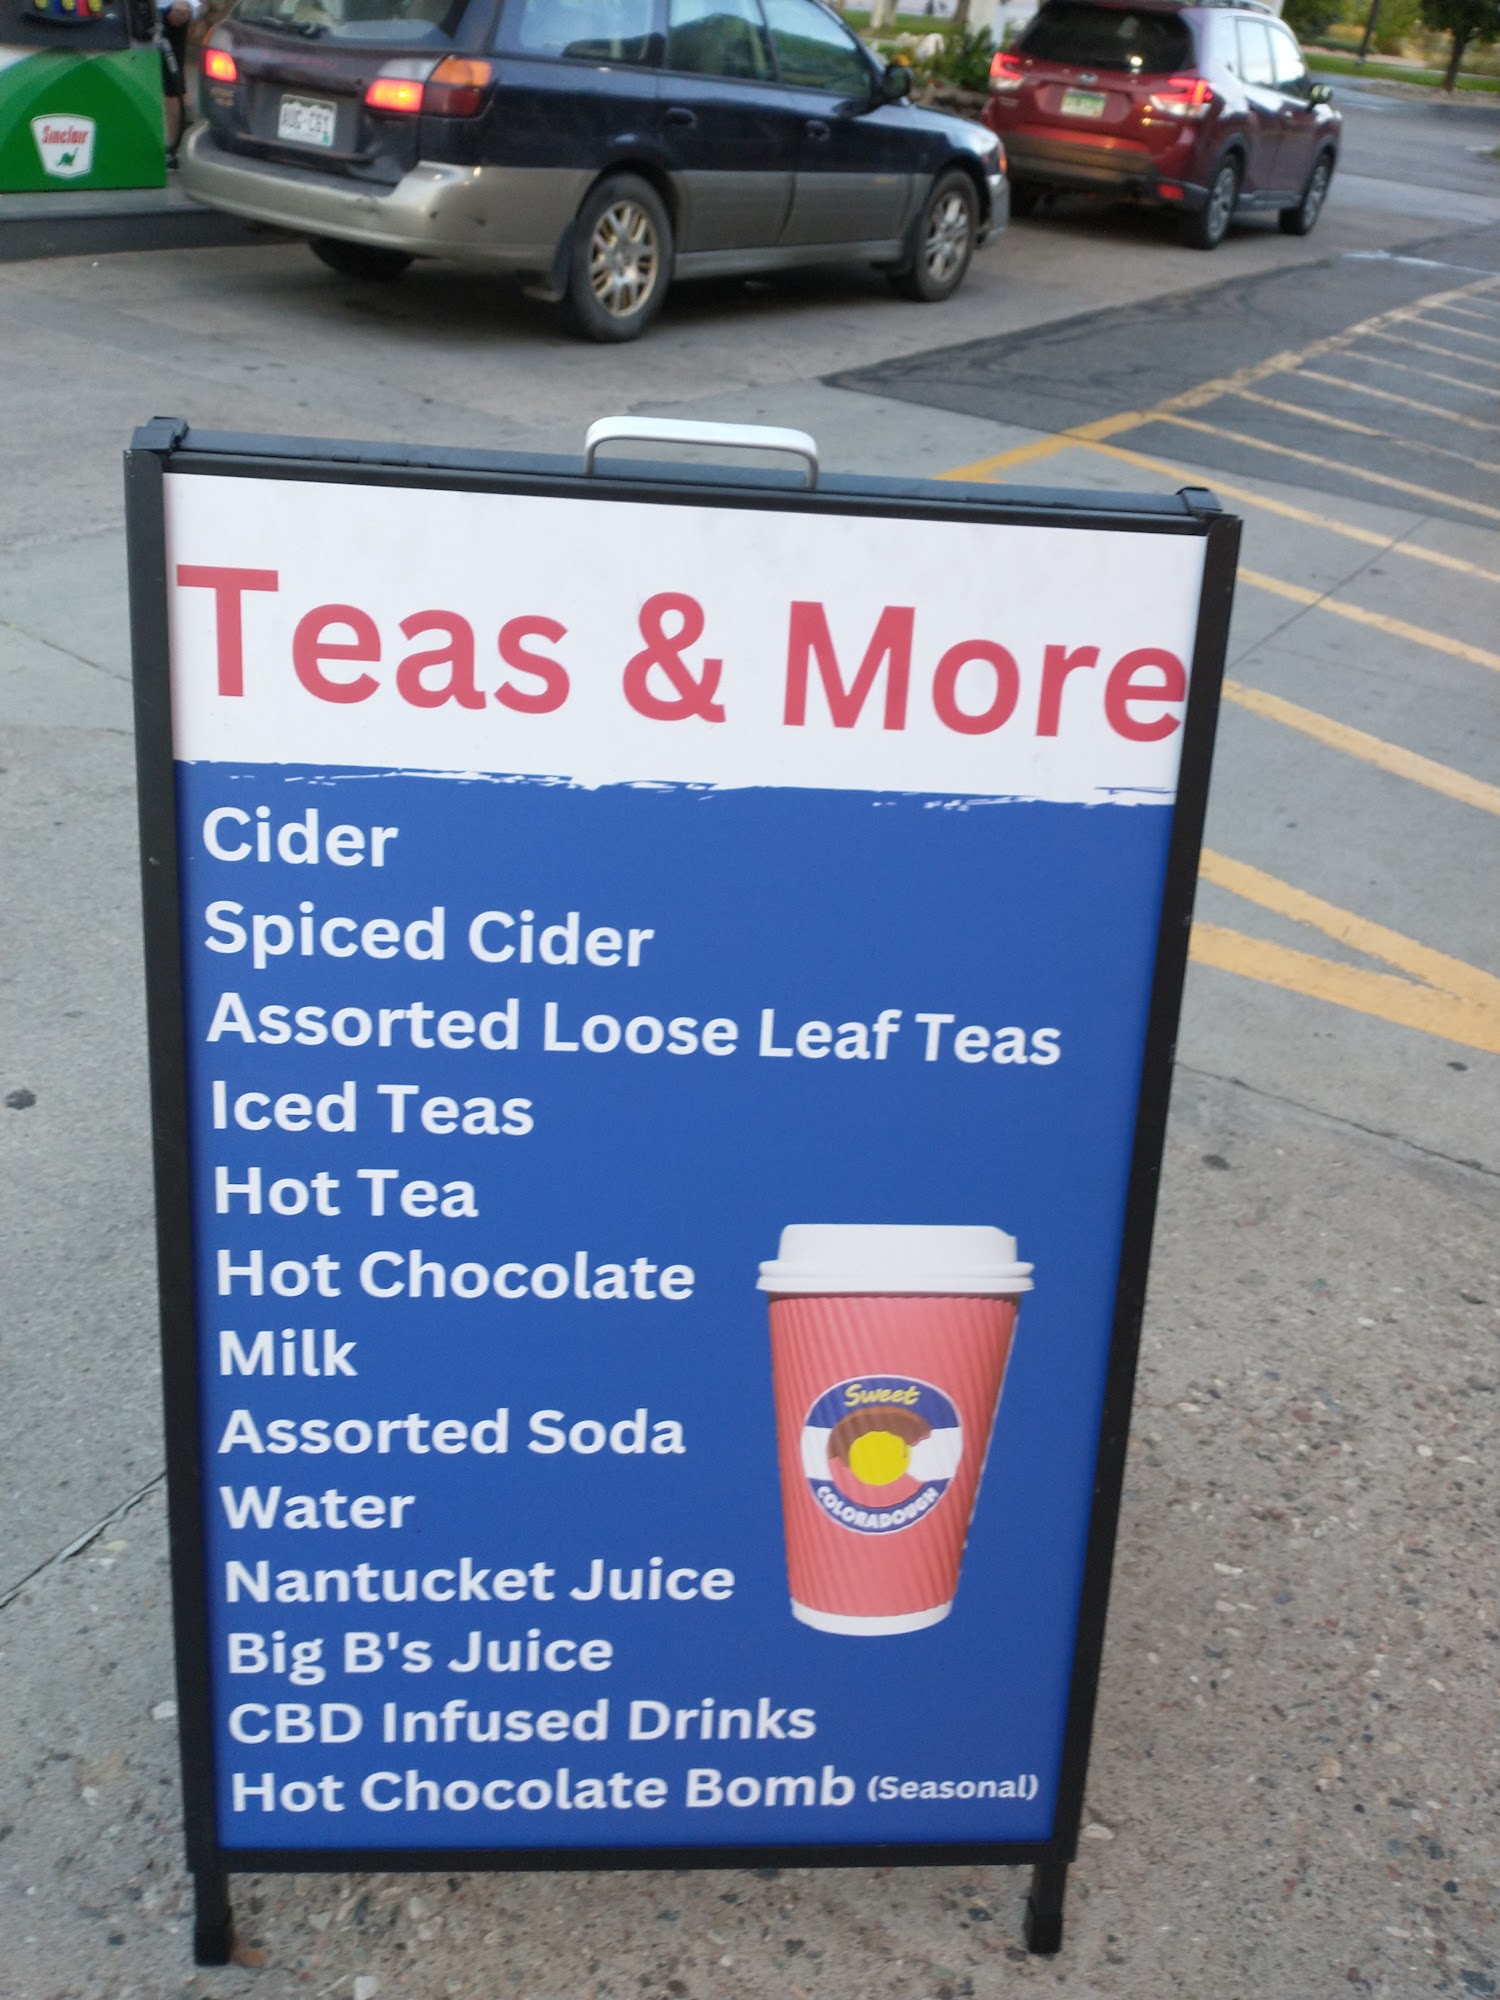 Sinclair
Teas & More
Cider
Spiced Cider
Assorted Loose Leaf Teas
Iced Teas
Hot Tea
Hot Chocolate
Milk
Assorted Soda
Water
Nantucket Juice
Big B's Juice
CBD Infused Drinks
Hot Chocolate Bomb (Seasonal)
Sweet
COLORADOUGH